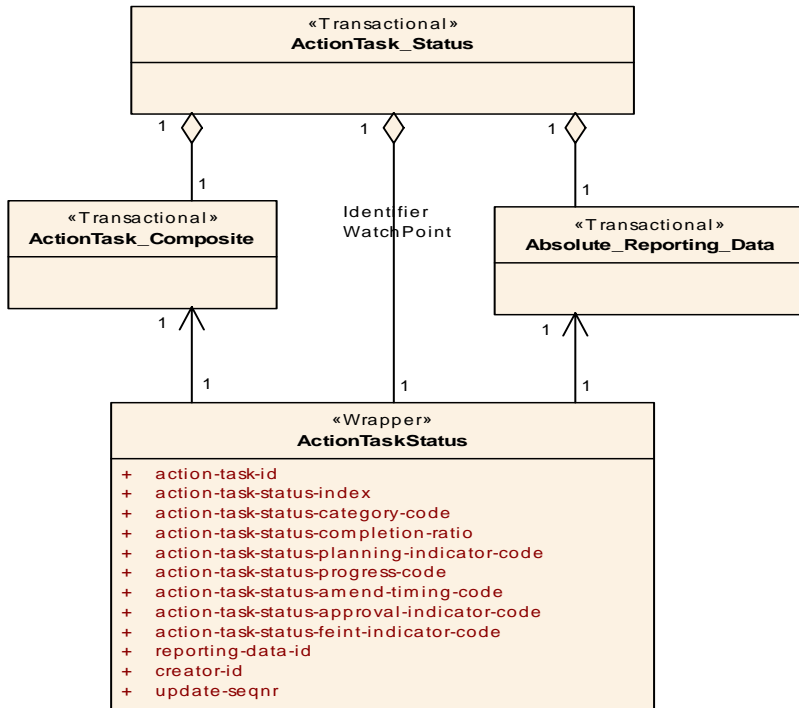 «Transactional»
ActionTask_Status
1
1
1
1
1
1
«Transactional»
ActionTask_Composite
Identifier
WatchPoint
«Transactional»
Absolute_Reporting_Data
1
1
1
1
1
«Wrapper»
ActionTaskStatus
+ action-task-id
+ action-task-status-index
+ action-task-status-category-code
+ action-task-status-completion-ratio
+ action-task-status-planning-indicator-code
+ action-task-status-progress-code
+ action-task-status-amend-timing-code
+ action-task-status-approval-indicator-code
+ action-task-status-feint-indicator-code
+ reporting-data-id
+ creator-id
+ update-seqnr